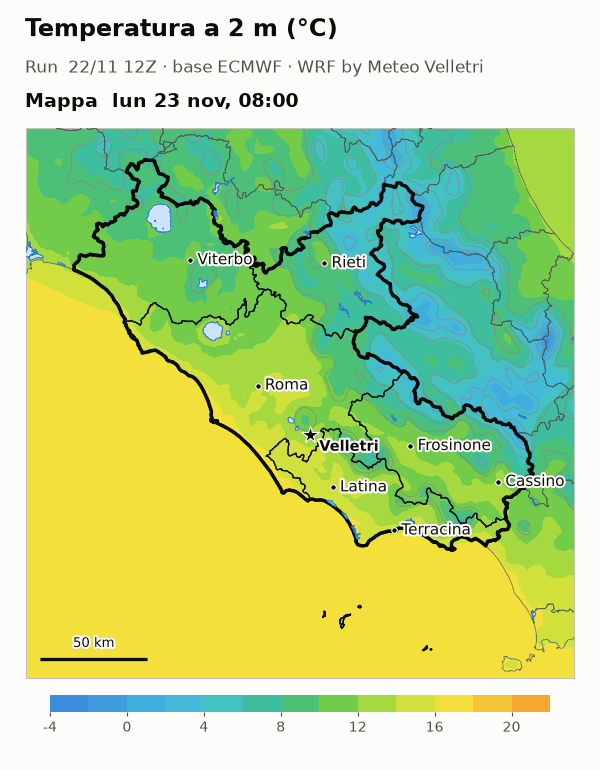 Temperatura a 2 m (°C)
Run  22/11 12Z · base ECMWF · WRF by Meteo Velletri
Mappa  lun 23 nov, 08:00
Viterbo
Rieti
Roma
Velletri
Frosinone
Cassino
Latina
Terracina
50 km
-4 0 4 8 12 16 20